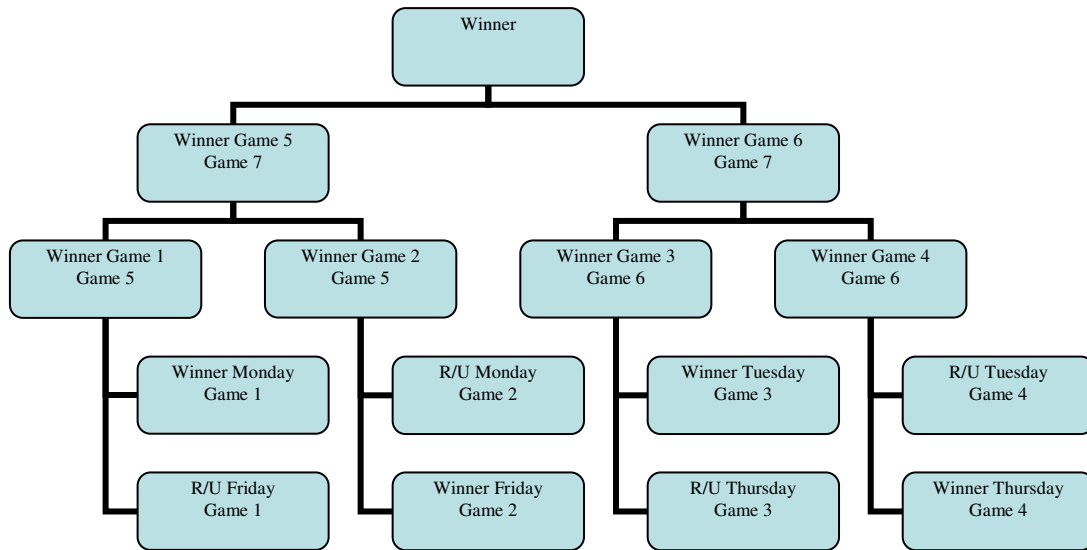 Winner
Winner Game 5
Game 7
Winner Game 6
Game 7
Winner Game 1
Game 5
Winner Game 2
Game 5
Winner Game 3
Game 6
Winner Game 4
Game 6
Winner Monday
Game 1
R/U Monday
Game 2
Winner Tuesday
Game 3
R/U Tuesday
Game 4
R/U Friday
Game 1
Winner Friday
Game 2
R/U Thursday
Game 3
Winner Thursday
Game 4